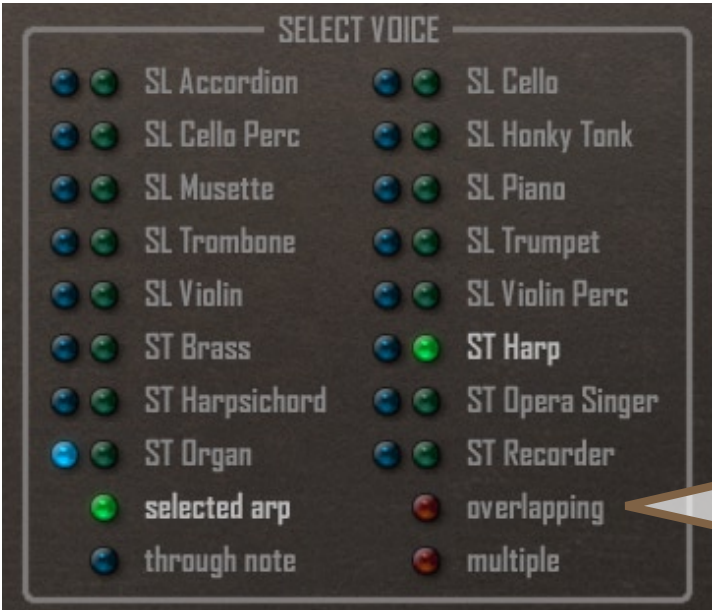 SELECT VOICE
SL Accordion
SL Cello
SL Cello Perc
SL Honky Tonk
SL Musette
SL Piano
SL Trombone
SL Trumpet
SL Violin
SL Violin Perc
ST Brass
ST Harp
ST Harpsichord
ST Opera Singer
ST Organ
ST Recorder
selected arp
overlapping
through note
multiple